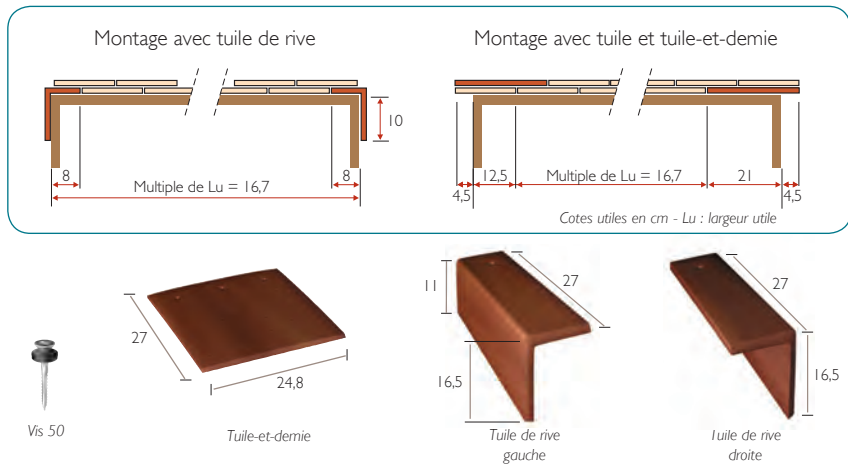 Montage avec tuile de rive
Montage avec tuile et tuile-et-demie
10
8
Multiple de Lu = 16,7
8
4,5
12,5
Multiple de Lu = 16,7
21
4,5
Cotes utiles en cm - Lu : largeur utile
27
24,8
11
27
16,5
27
16,5
Vis 50
Tuile-et-demie
Tuile de rive
gauche
Tuile de rive
droite